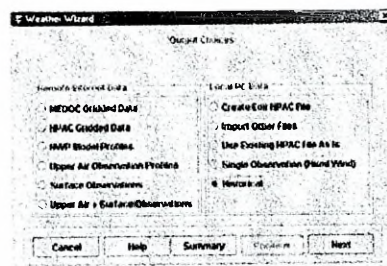 Weather Wizard
Output Choices
Remote Internet Data
MEDOC Gridded Data
HPAC Gridded Data
NWP Model Profiles
Upper Air Observation Profiles
Surface Observations
Upper Air + Surface Observations
Local PC Data
Create/Edit HPAC File
Import Other Files
Use Existing HPAC File As Is
Single Observation (Fixed Wind)
Historical
Cancel
Help
Summary
Next